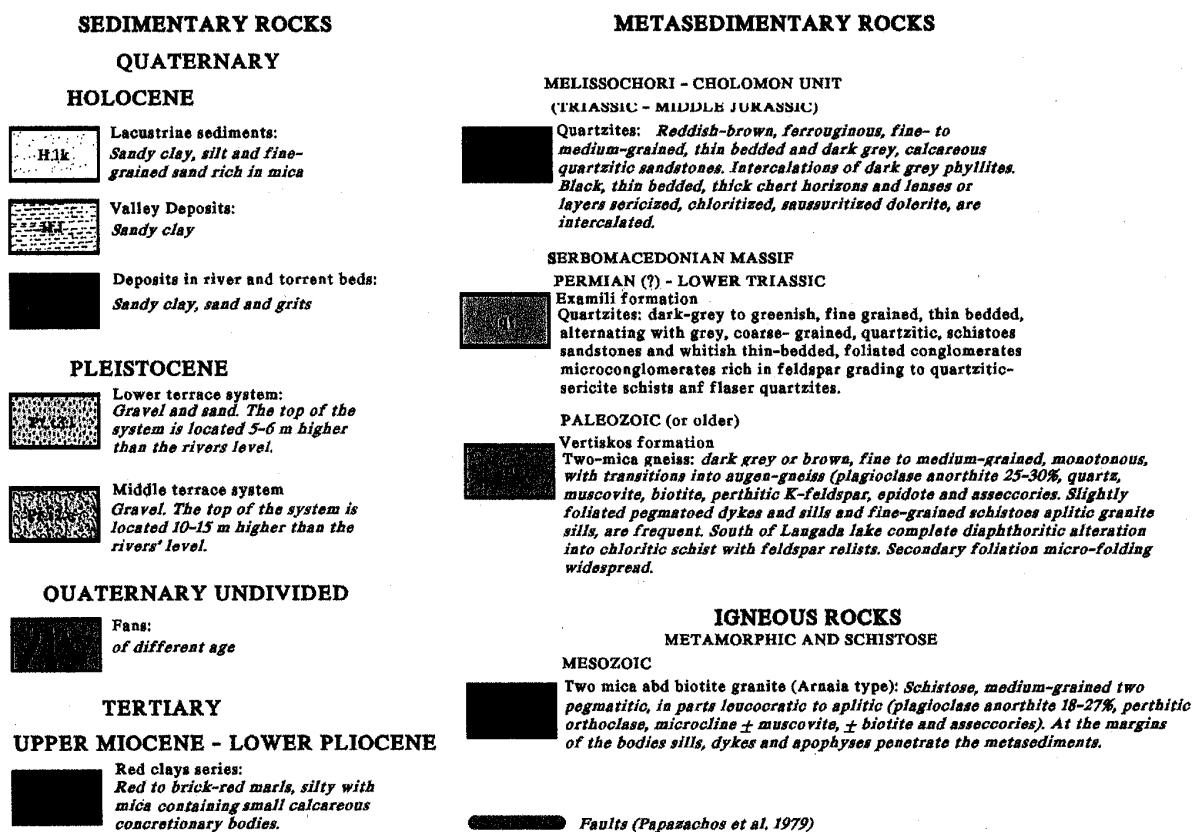 SEDIMENTARY ROCKS
QUATERNARY
HOLOCENE
H.lk
Lacustrine sediments:
Sandy clay, silt and fine-
grained sand rich in mica
Valley Deposits:
Sandy clay
Deposits in river and torrent beds:
Sandy clay, sand and grits
PLEISTOCENE
Lower terrace system:
Gravel and sand. The top of the
system is located 5-6 m higher
than the rivers level.
Middle terrace system
Gravel. The top of the system is
located 10-15 m higher than the
rivers' level.
QUATERNARY UNDIVIDED
Fans:
of different age
TERTIARY
UPPER MIOCENE - LOWER PLIOCENE
Red clays series:
Red to brick-red marls, silty with
mica containing small calcareous
concretionary bodies.
METASEDIMENTARY ROCKS
MELISSOCHORI - CHOLOMON UNIT
(TRIASSIC - MIDDLE JURASSIC)
Quartzites: Reddish-brown, ferrouginous, fine- to
medium-grained, thin bedded and dark grey, calcareous
quartzitic sandstones. Intercalations of dark grey phyllites.
Black, thin bedded, thick chert horizons and lenses or
layers sericized, chloritized, saussuritized dolerite, are
intercalated.
SERBOMACEDONIAN MASSIF
PERMIAN (?) - LOWER TRIASSIC
Examili formation
Quartzites: dark-grey to greenish, fine grained, thin bedded,
alternating with grey, coarse- grained, quartzitic, schistoes
sandstones and whitish thin-bedded, foliated conglomerates
microconglomerates rich in feldspar grading to quartzitic-
sericite schists anf flaser quartzites.
PALEOZOIC (or older)
Vertiskos formation
Two-mica gneiss: dark grey or brown, fine to medium-grained, monotonous,
with transitions into augen-gneiss (plagioclase anorthite 25-30%, quartz,
muscovite, biotite, perthitic K-feldspar, epidote and asseccories. Slightly
foliated pegmatoed dykes and sills and fine-grained schistoes aplitic granite
sills, are frequent. South of Langada lake complete diaphthoritic alteration
into chloritic schist with feldspar relists. Secondary foliation micro-folding
widespread.
IGNEOUS ROCKS
METAMORPHIC AND SCHISTOSE
MESOZOIC
Two mica abd biotite granite (Arnaia type): Schistose, medium-grained two
pegmatitic, in parts leucocratic to aplitic (plagioclase anorthite 18-27%, perthitic
orthoclase, microcline ± muscovite, ± biotite and asseccories). At the margins
of the bodies sills, dykes and apophyses penetrate the metasediments.
Faults (Papazachos et al, 1979)